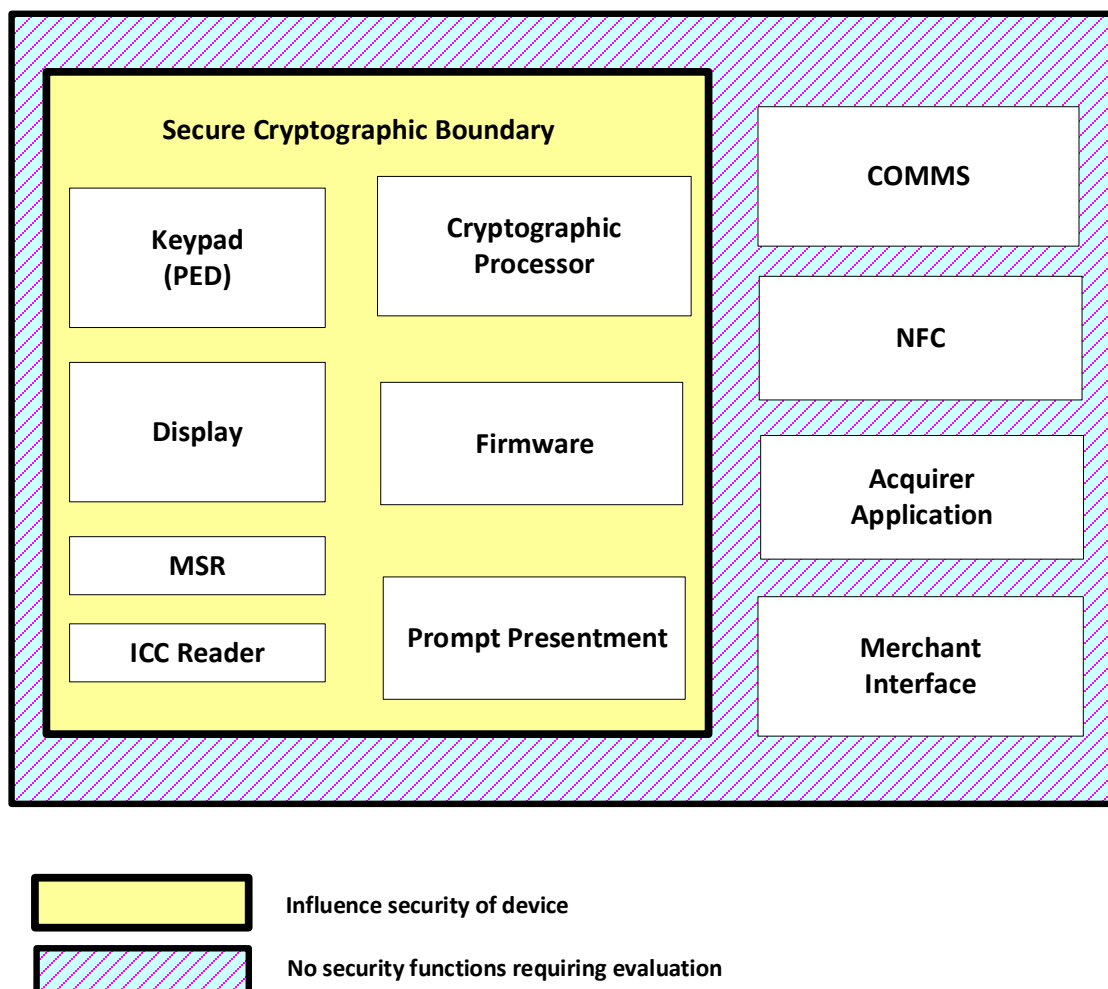 Secure Cryptographic Boundary
Keypad
(PED)
Cryptographic
Processor
Display
Firmware
MSR
ICC Reader
Prompt Presentment
COMMS
NFC
Acquirer
Application
Merchant
Interface
Influence security of device
No security functions requiring evaluation